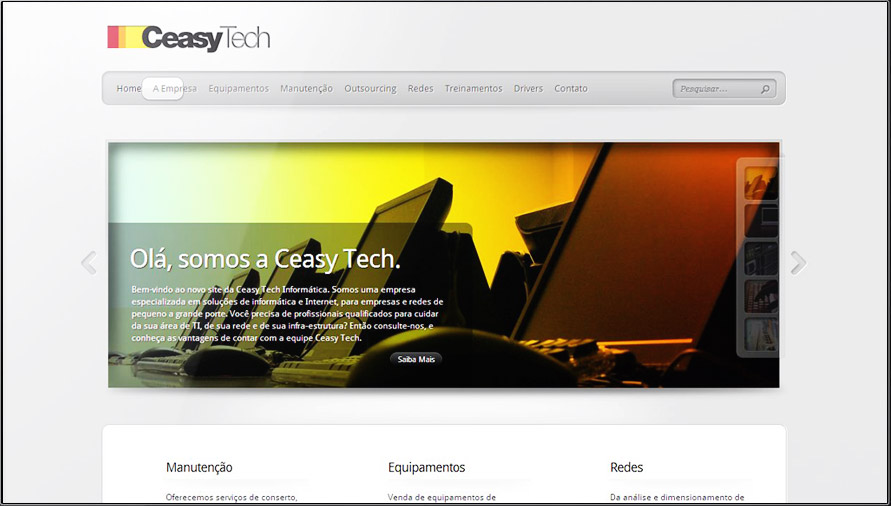 CeasyTech
Home A Empresa Equipamentos Manutenção Outsourcing Redes Treinamentos Drivers Contato Pesquisar...
Olá, somos a Ceasy Tech.
Bem-vindo ao novo site da Ceasy Tech Informática. Somos uma empresa
especializada em soluções de informática e Internet, para empresas e redes de
pequeno a grande porte. Você precisa de profissionais qualificados para cuidar
da sua área de TI, de sua rede e de sua infra-estrutura? Então consulte-nos, e
conheça as vantagens de contar com a equipe Ceasy Tech.
Saiba Mais
Manutenção Equipamentos Redes
Oferecemos serviços de conserto, Venda de equipamentos de Da análise e dimensionamento de